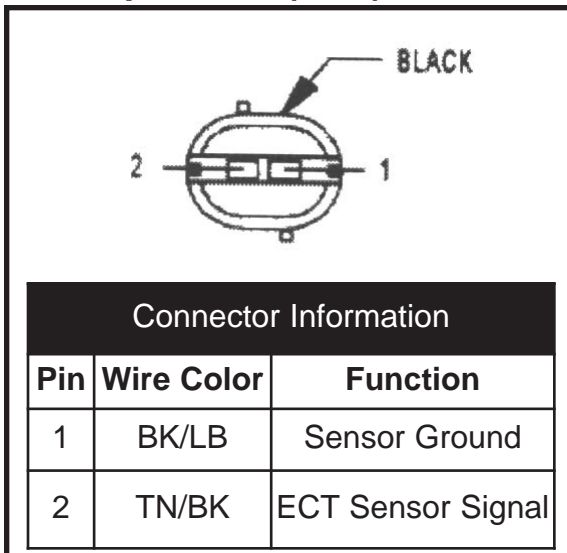 BLACK
2 1
Connector Information
Pin Wire Color Function
1 BK/LB Sensor Ground
2 TN/BK ECT Sensor Signal